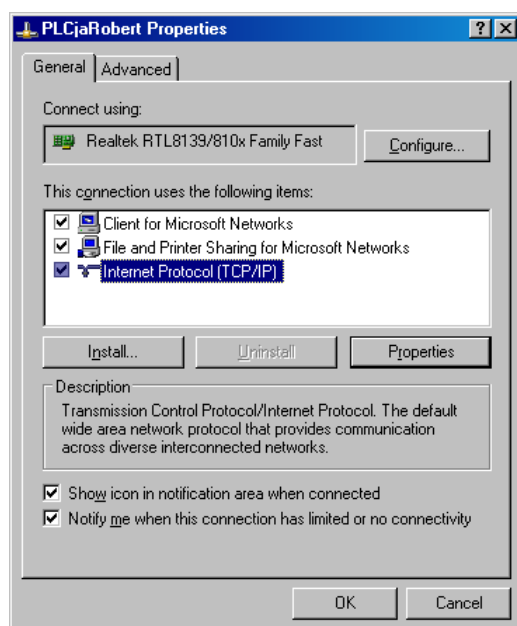 PLCjaRobert Properties
General Advanced
Connect using:
Realtek RTL8139/810x Family Fast Configure...
This connection uses the following items:
Client for Microsoft Networks
File and Printer Sharing for Microsoft Networks
Internet Protocol (TCP/IP)
Install... Uninstall Properties
Description
Transmission Control Protocol/Internet Protocol. The default
wide area network protocol that provides communication
across diverse interconnected networks.
Show icon in notification area when connected
Notify me when this connection has limited or no connectivity
OK Cancel